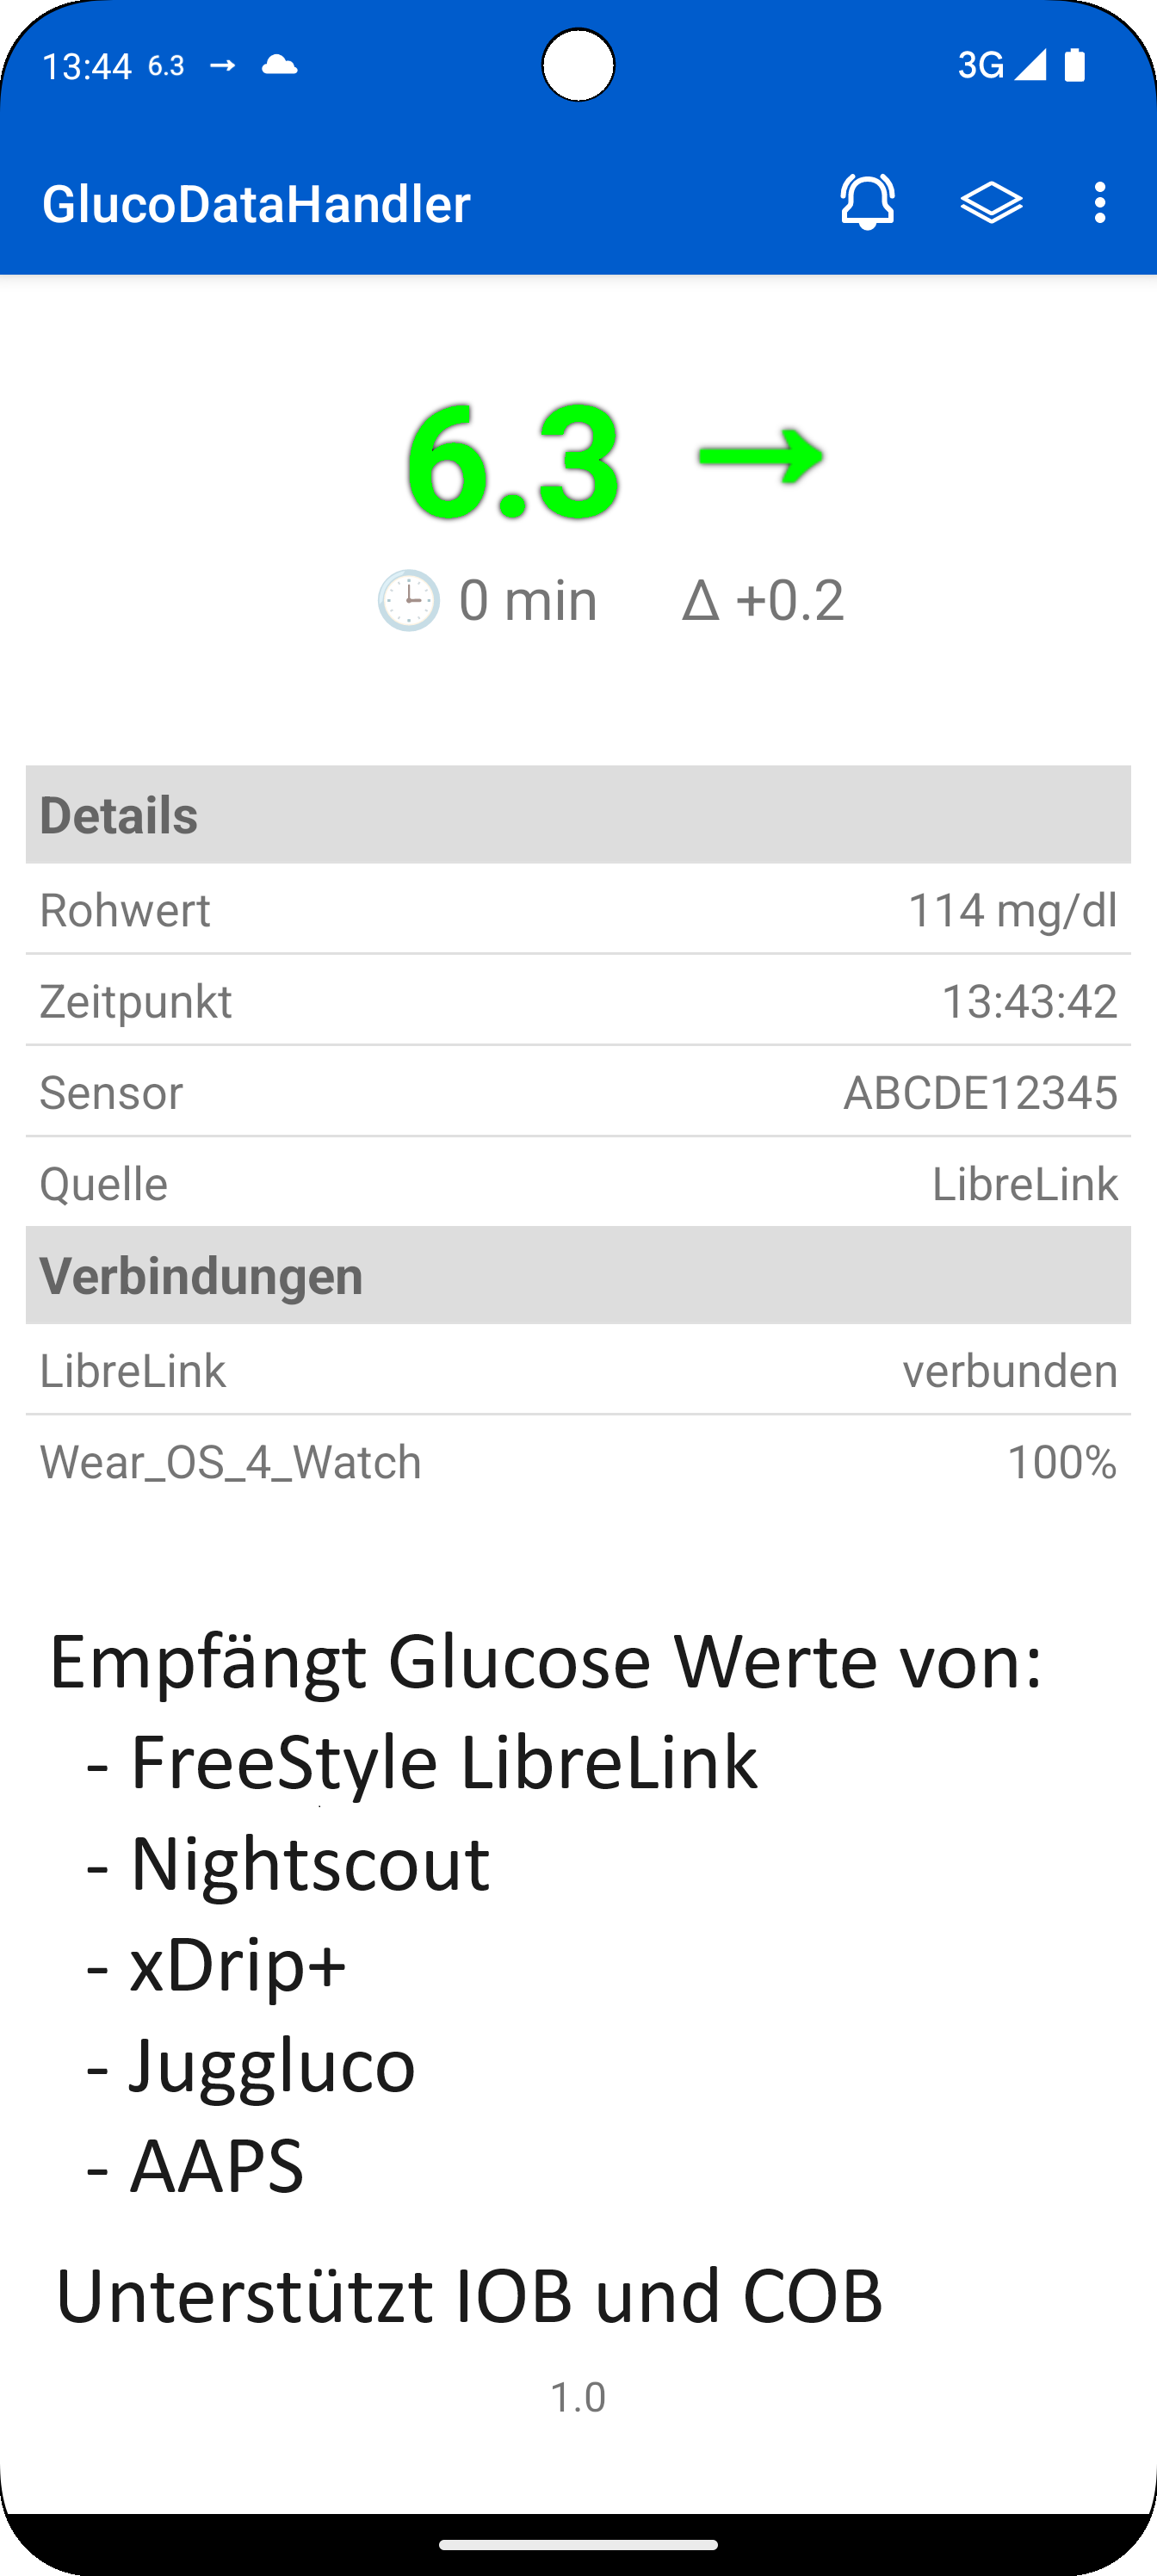 13:44 6.3 → 3G
GlucoDataHandler
6.3 →
🕒 0 min Δ +0.2
Details
Rohwert 114 mg/dl
Zeitpunkt 13:43:42
Sensor ABCDE12345
Quelle LibreLink
Verbindungen
LibreLink verbunden
Wear_OS_4_Watch 100%
Empfängt Glucose Werte von:
- FreeStyle LibreLink
- Nightscout
- xDrip+
- Juggluco
- AAPS
Unterstützt IOB und COB
1.0